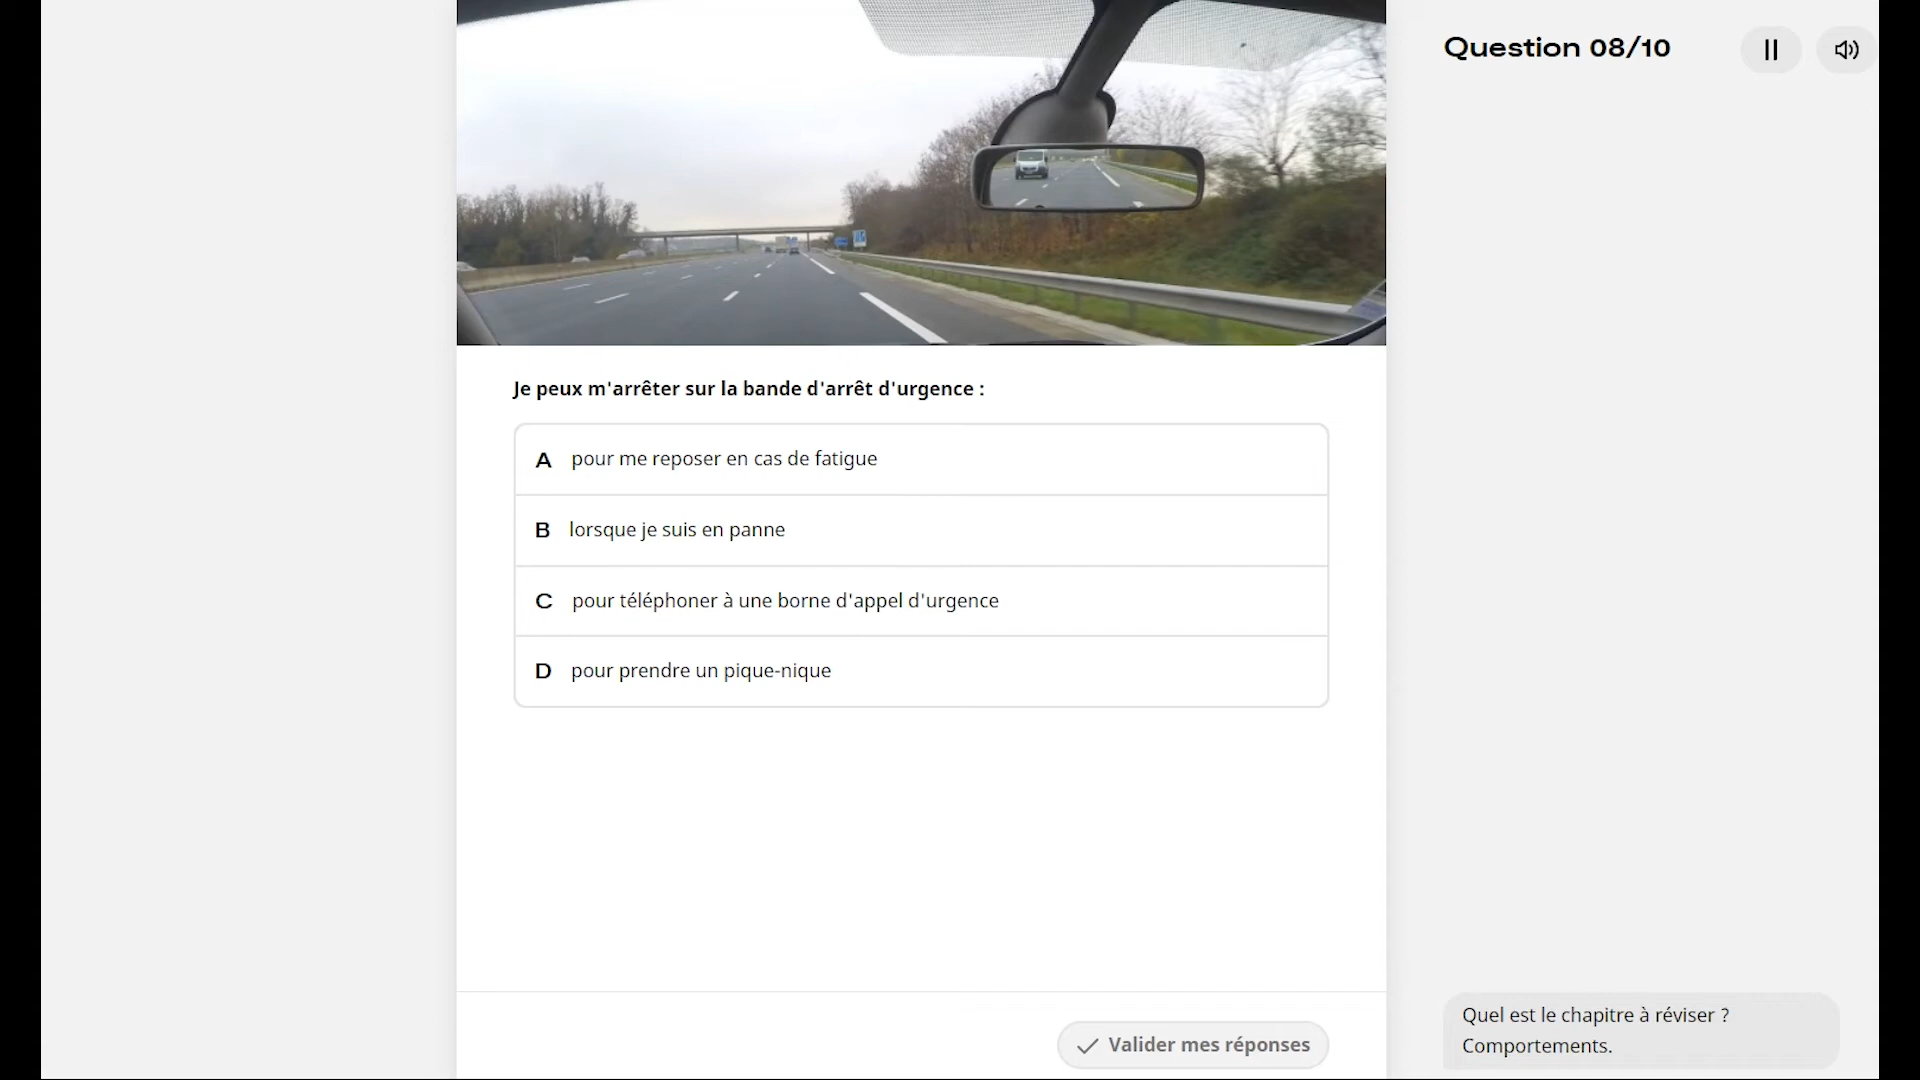 Question 08/10
Je peux m'arrêter sur la bande d'arrêt d'urgence :
A pour me reposer en cas de fatigue
B lorsque je suis en panne
C pour téléphoner à une borne d'appel d'urgence
D pour prendre un pique-nique
Valider mes réponses
Quel est le chapitre à réviser ?
Comportements.